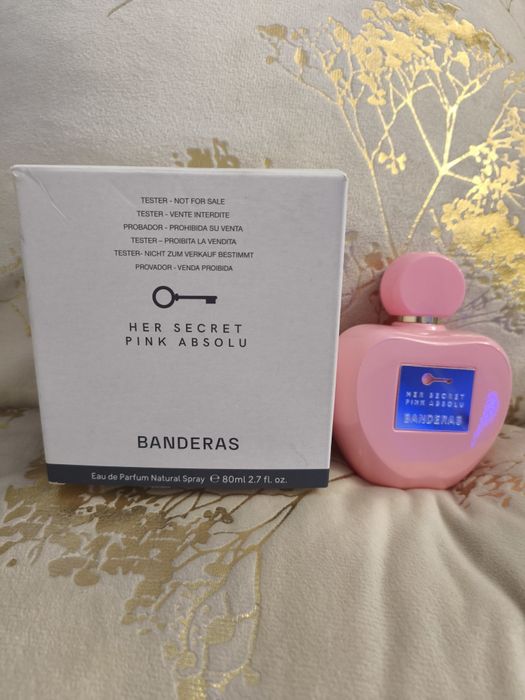 TESTER - NOT FOR SALE
TESTER - VENTE INTERDITE
PROBADOR - PROHIBIDA SU VENTA
TESTER - PROIBITA LA VENDITA
TESTER- NICHT ZUM VERKAUF BESTIMMT
PROVADOR - VENDA PROIBIDA
HER SECRET
PINK ABSOLU
BANDERAS
Eau de Parfum Natural Spray ℮ 80ml 2.7 fl. oz.
HER SECRET
PINK ABSOLU
BANDERAS